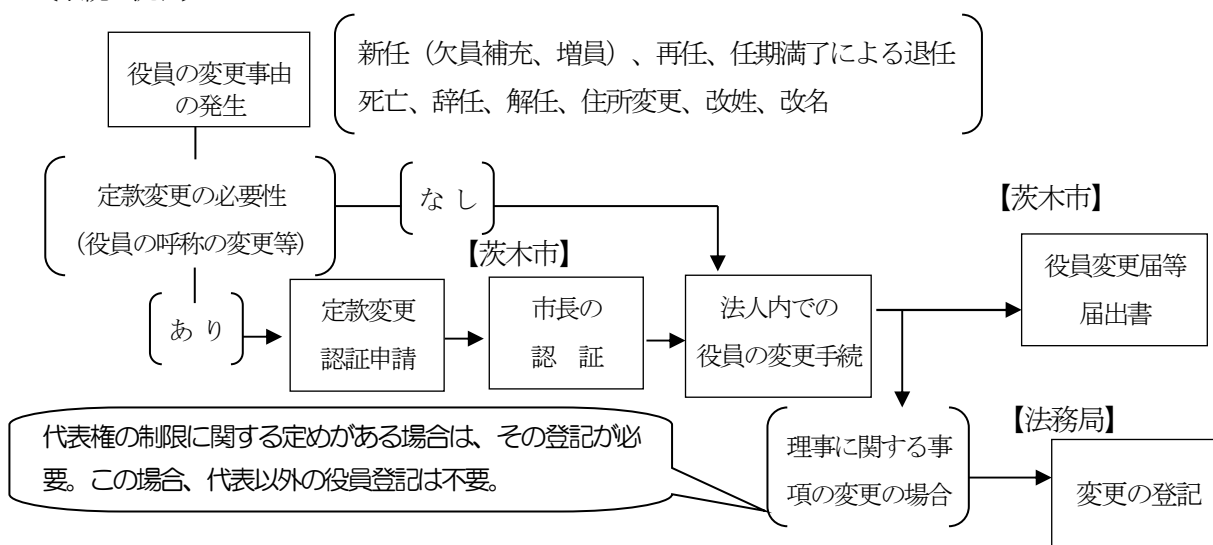 役員の変更事由
の発生
新任（欠員補充、増員）、再任、任期満了による退任
死亡、辞任、解任、住所変更、改姓、改名
定款変更の必要性
（役員の呼称の変更等）
な し
あ り
定款変更
認証申請
【茨木市】
市長の
認　証
法人内での
役員の変更手続
【茨木市】
役員変更届等
届出書
代表権の制限に関する定めがある場合は、その登記が必
要。この場合、代表以外の役員登記は不要。
理事に関する事
項の変更の場合
【法務局】
変更の登記